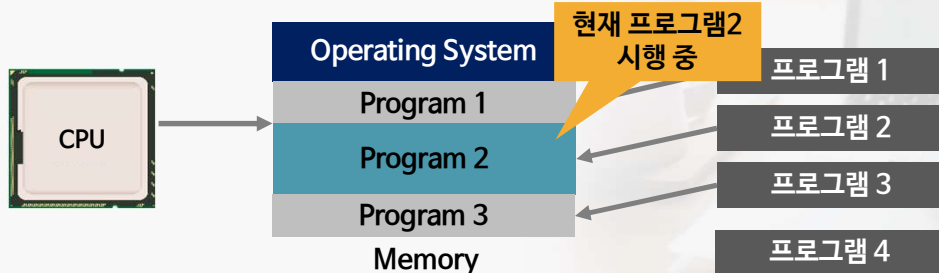 CPU
Operating System
Program 1
Program 2
Program 3
Memory
현재 프로그램2
시행 중
프로그램 1
프로그램 2
프로그램 3
프로그램 4